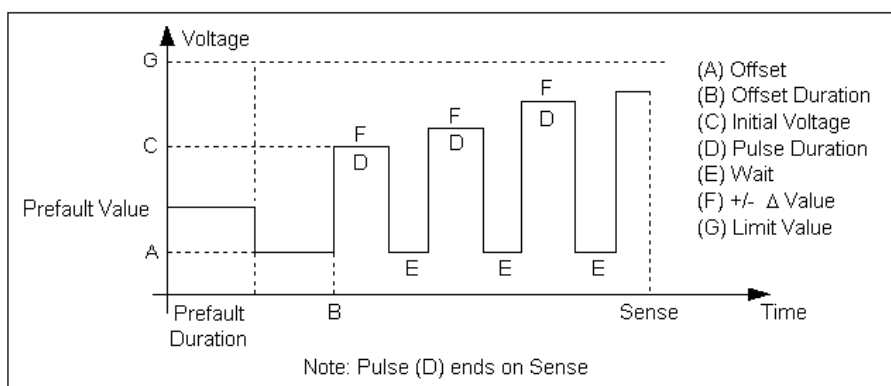 Voltage
G
F
F
F
D
D
D
C
Prefault Value
A
E
E
E
Prefault
Duration
B
Sense
Time
(A) Offset
(B) Offset Duration
(C) Initial Voltage
(D) Pulse Duration
(E) Wait
(F) +/- Δ Value
(G) Limit Value
Note: Pulse (D) ends on Sense